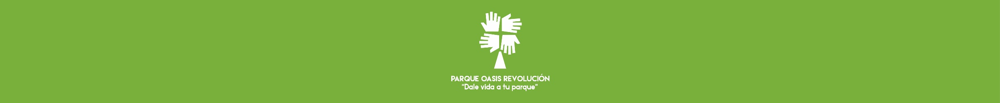 PARQUE OASIS REVOLUCIÓN
“Dale vida a tu parque”